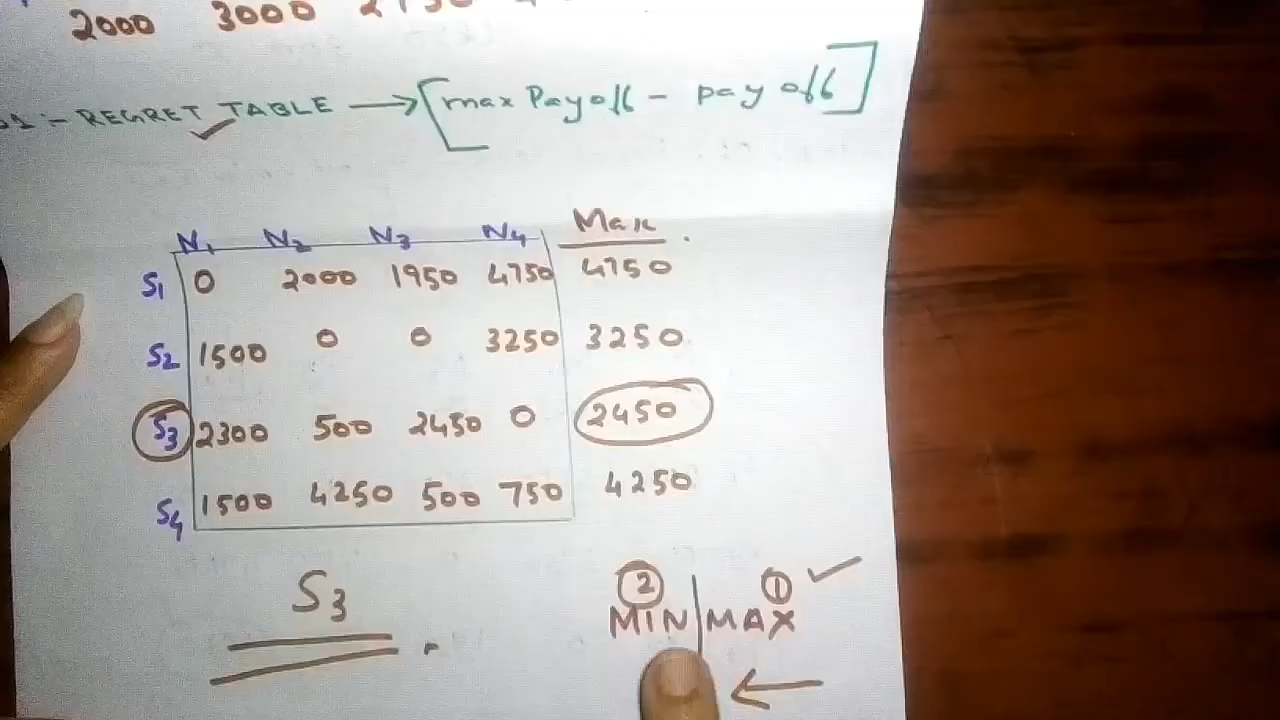 2000 3000
:- REGRET TABLE → [max Payoff - pay off]
N1 N2 N3 N4 Max
S1 0 2000 1950 4750 4750
S2 1500 0 0 3250 3250
S3 2300 500 2450 0 2450
S4 1500 4250 500 750 4250
S3
2 1
MIN MAX